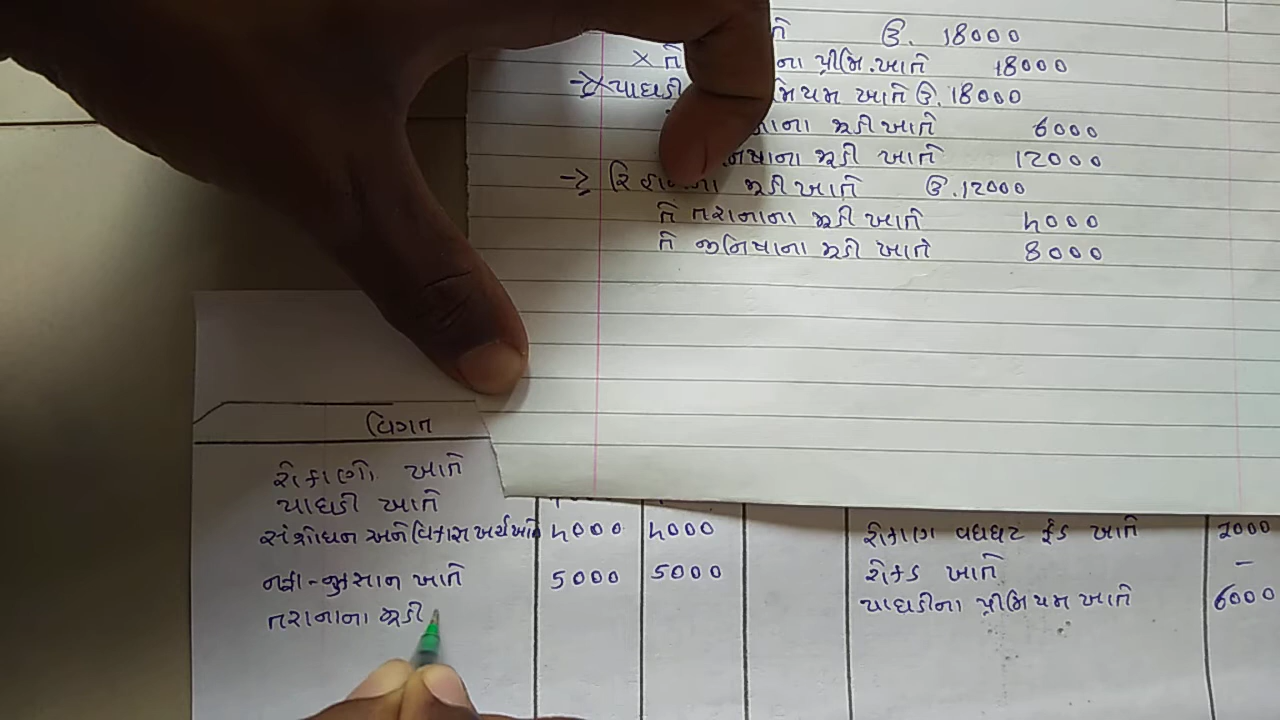 તે ઉ. 18000
× તે ના પ્રીમિ. ખાતે 18000
→ × પાઘડી મિયમ ખાતે ઉ. 18000
નાના મૂડી ખાતે 6000
નિષાના મૂડી ખાતે 12000
→ રિ ના મૂડી ખાતે ઉ. 12000
તે તરાનાના મૂડી ખાતે 4000
તે જીનિષાના મૂડી ખાતે 8000
વિગત
રોકાણો ખાતે
પાઘડી ખાતે
સંશોધન અને વિકાસ ખર્ચ ખાતે 4000 4000 રોકાણ વધઘટ ફંડ ખાતે 2000
નફા-નુકસાન ખાતે 5000 5000 રોકડ ખાતે –
તરાનાના મૂડી પાઘડીના પ્રીમિયમ ખાતે 6000